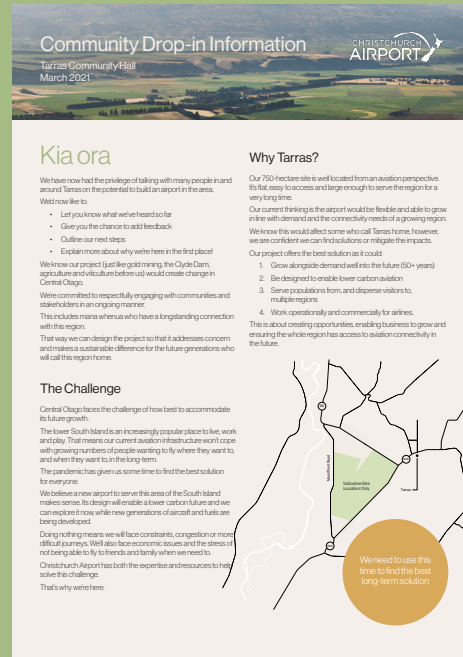 Community Drop-in Information
Tarras Community Hall
March 2021
CHRISTCHURCH
AIRPORT
Kia ora
We have now had the privilege of talking with many people in and
around Tarras on the potential to build an airport in the area.
We'd now like to:
• Let you know what we've heard so far
• Give you the chance to add feedback
• Outline our next steps
• Explain more about why we're here in the first place!
We know our project (just like gold mining, the Clyde Dam,
agriculture and viticulture before us) would create change in
Central Otago.
We're committed to respectfully engaging with communities and
stakeholders in an ongoing manner.
This includes mana whenua who have a longstanding connection
with this region.
That way we can design the project so that it addresses concern
and makes a sustainable difference for the future generations who
will call this region home.
The Challenge
Central Otago faces the challenge of how best to accommodate
its future growth.
The lower South Island is an increasingly popular place to live, work
and play. That means our current aviation infrastructure won't cope
with growing numbers of people wanting to fly where they want to,
and when they want to, in the long-term.
The pandemic has given us some time to find the best solution
for everyone.
We believe a new airport to serve this area of the South Island
makes sense. Its design will enable a lower carbon future and we
can explore it now, while new generations of aircraft and fuels are
being developed.
Doing nothing means we will face constraints, congestion or more
difficult journeys. We'll also face economic issues and the stress of
not being able to fly to friends and family when we need to.
Christchurch Airport has both the expertise and resources to help
solve this challenge.
That's why we're here.
Why Tarras?
Our 750-hectare site is well located from an aviation perspective.
It's flat, easy to access and large enough to serve the region for a
very long time.
Our current thinking is the airport would be flexible and able to grow
in line with demand and the connectivity needs of a growing region.
We know this would affect some who call Tarras home, however,
we are confident we can find solutions or mitigate the impacts.
Our project offers the best solution as it could:
1. Grow alongside demand well into the future (50+ years)
2. Be designed to enable lower carbon aviation
3. Serve populations from, and disperse visitors to,
multiple regions
4. Work operationally and commercially for airlines.
This is about creating opportunities, enabling business to grow and
ensuring the whole region has access to aviation connectivity in
the future.
Indicative Site
Location Only
Tarras
We need to use this
time to find the best
long-term solution